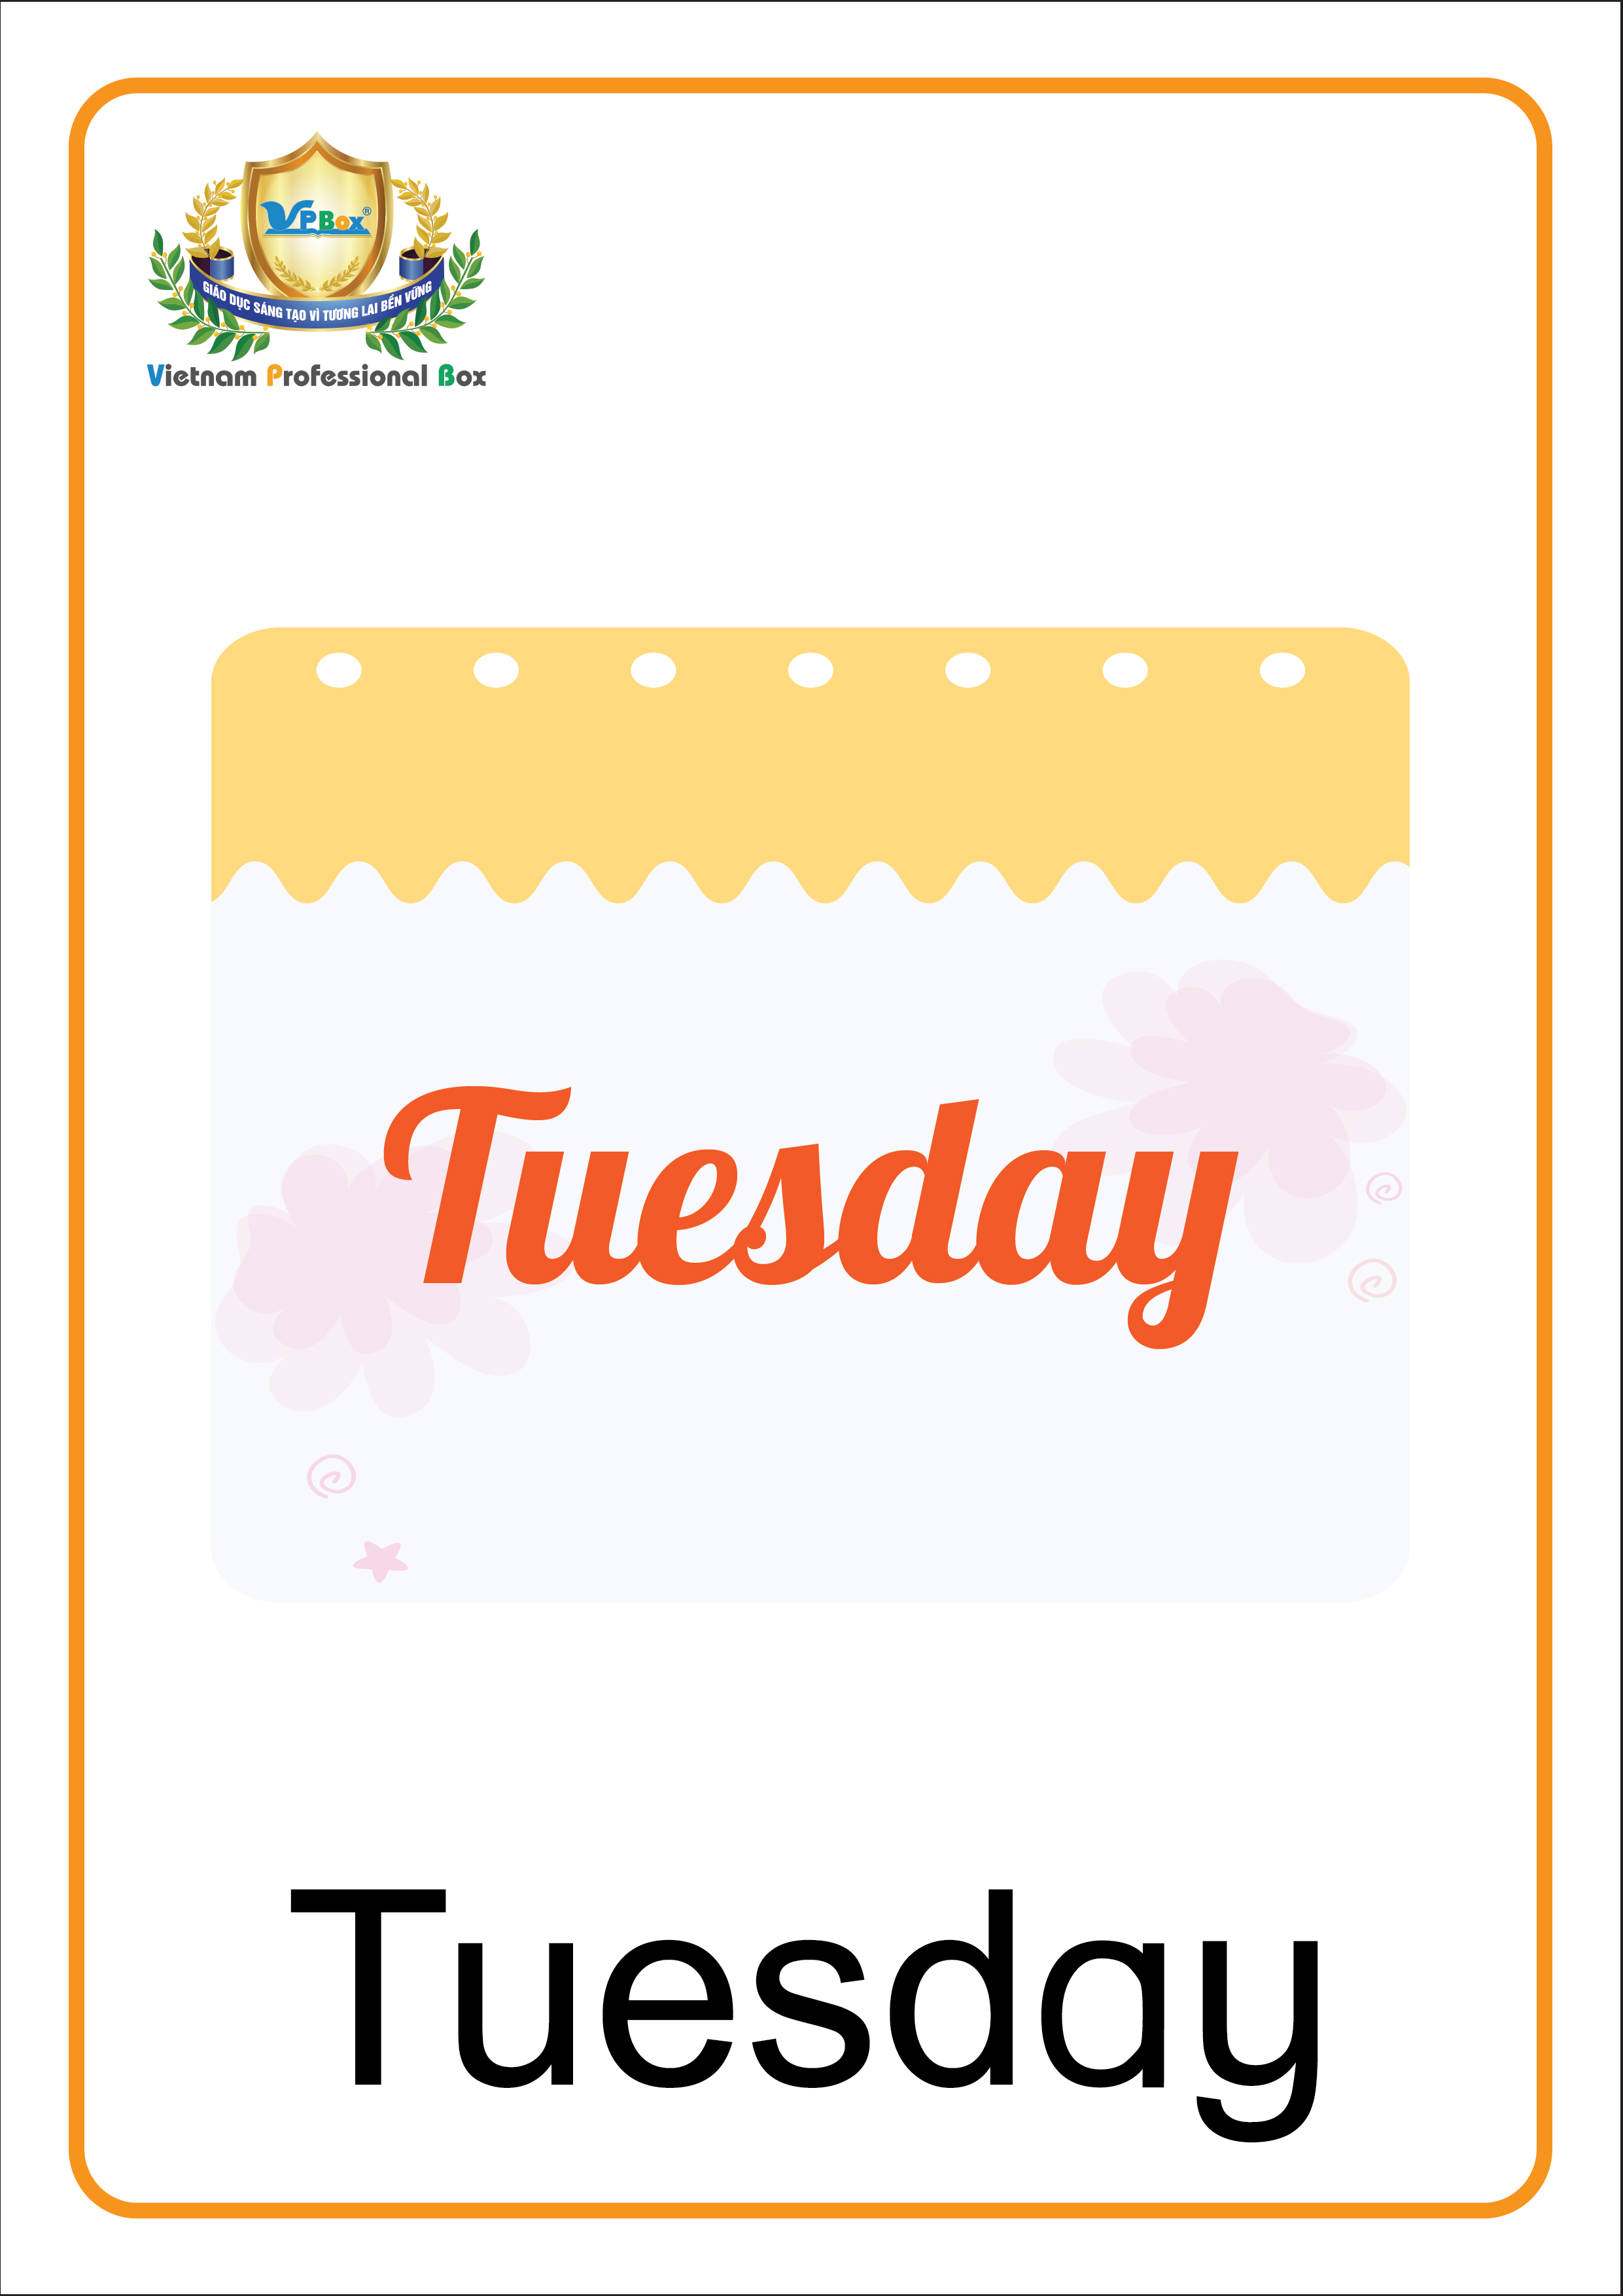 VPBox®
GIÁO DỤC SÁNG TẠO VÌ TƯƠNG LAI BỀN VỮNG
Vietnam Professional Box
Tuesday
Tuesday